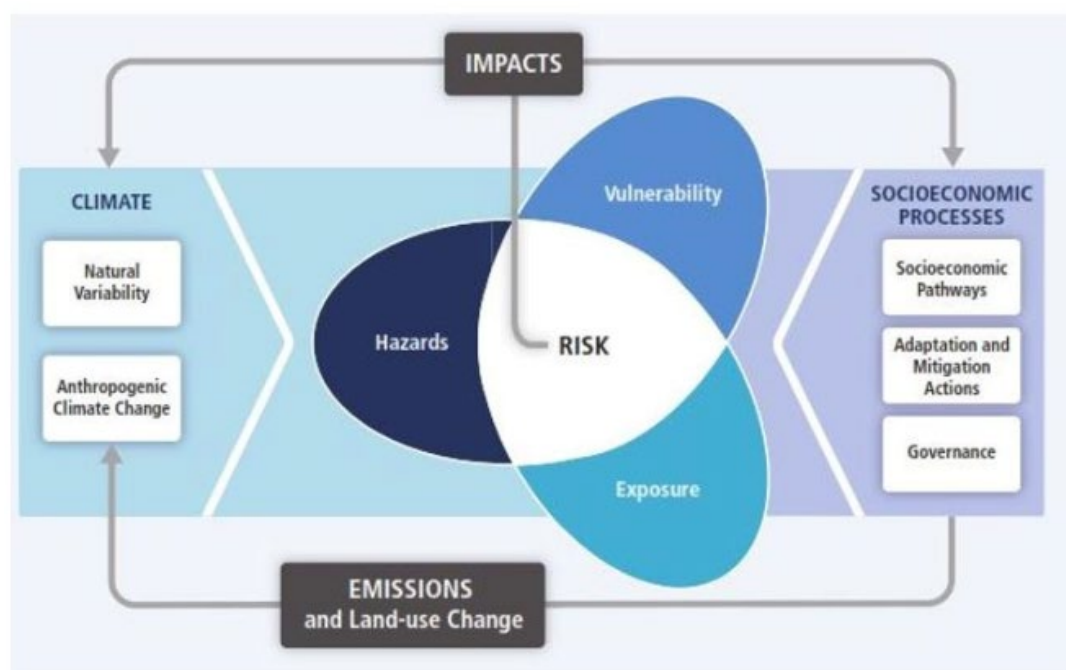 IMPACTS
CLIMATE
Natural
Variability
Anthropogenic
Climate Change
Vulnerability
Hazards
RISK
Exposure
SOCIOECONOMIC
PROCESSES
Socioeconomic
Pathways
Adaptation and
Mitigation
Actions
Governance
EMISSIONS
and Land-use Change